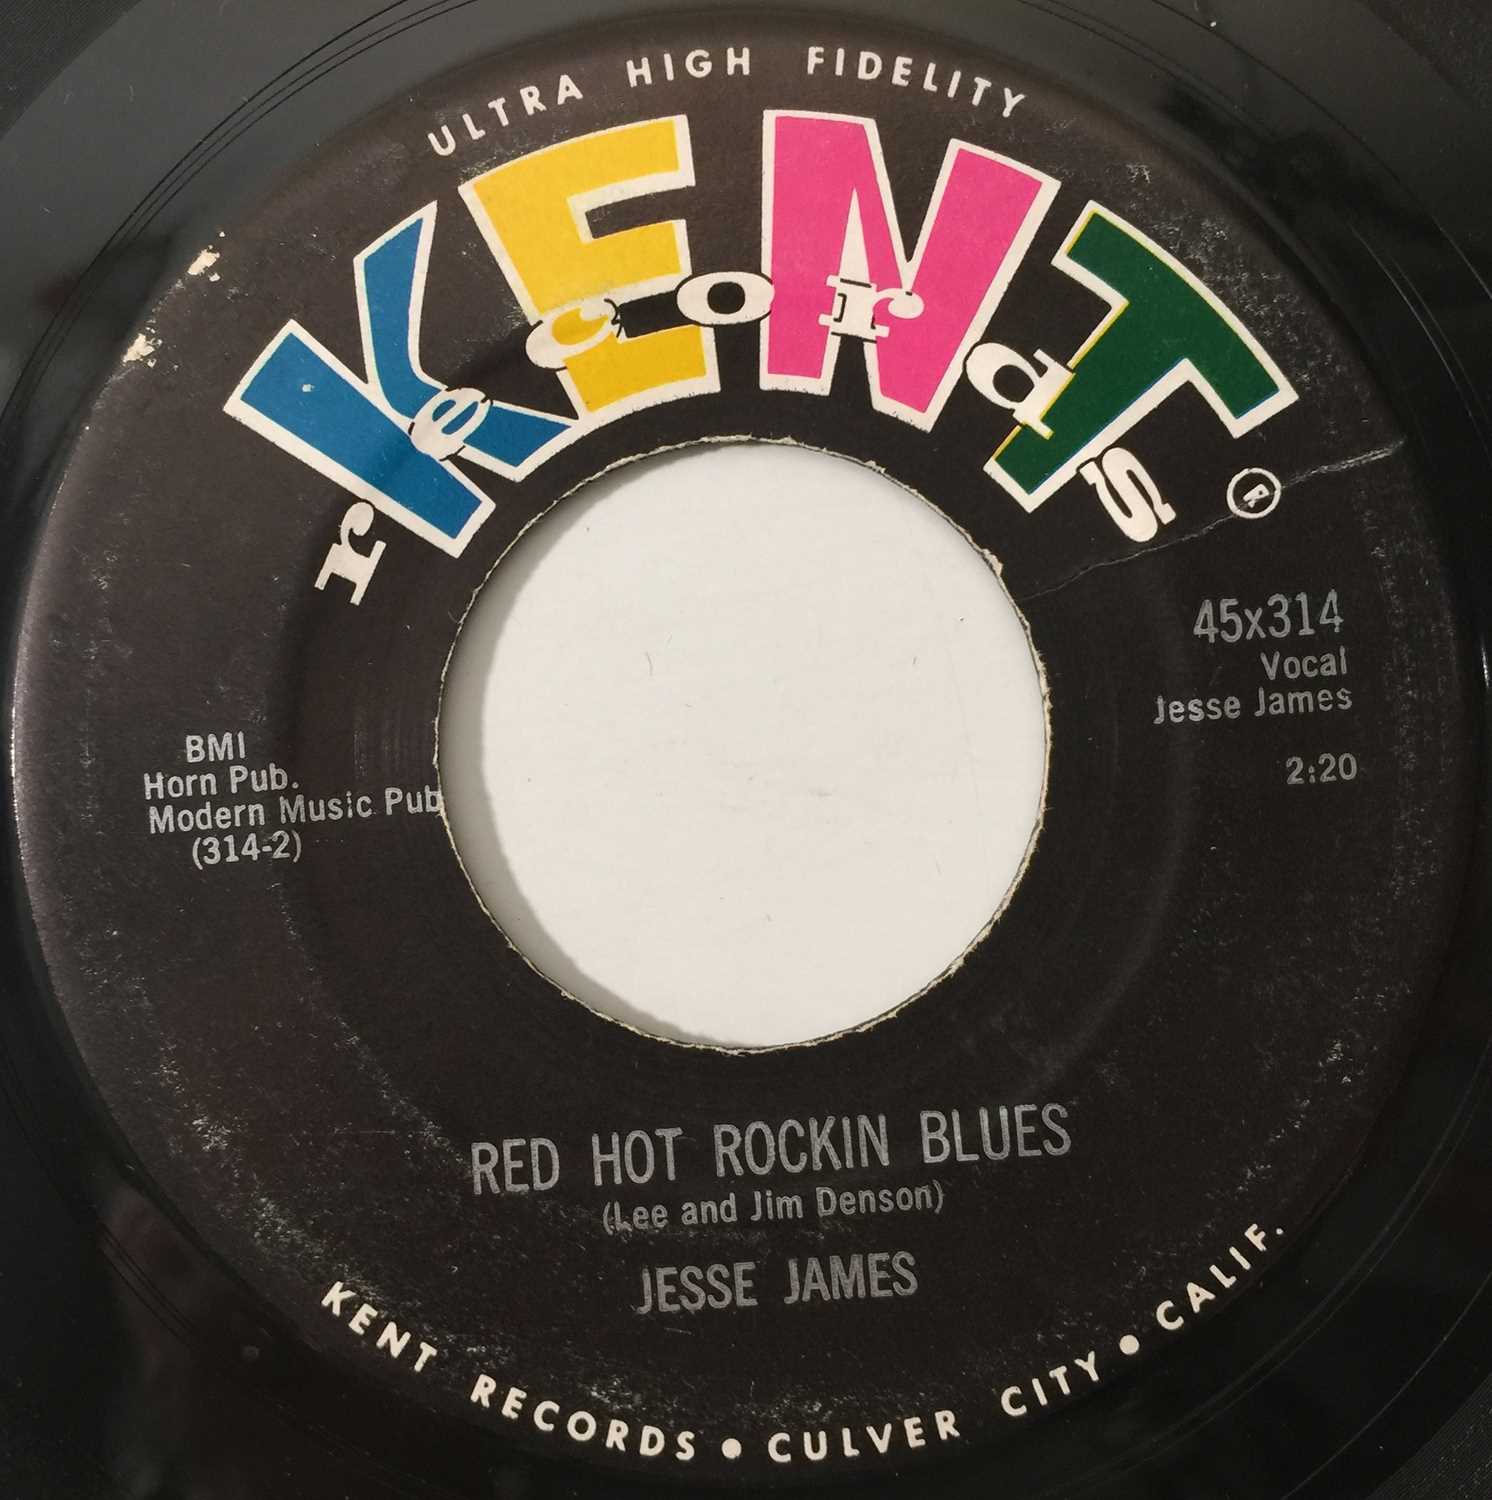 ULTRA HIGH FIDELITY
KENT
records
®
45x314
Vocal
Jesse James
2:20
BMI
Horn Pub.
Modern Music Pub
(314-2)
RED HOT ROCKIN BLUES
(Lee and Jim Denson)
JESSE JAMES
KENT RECORDS • CULVER CITY • CALIF.